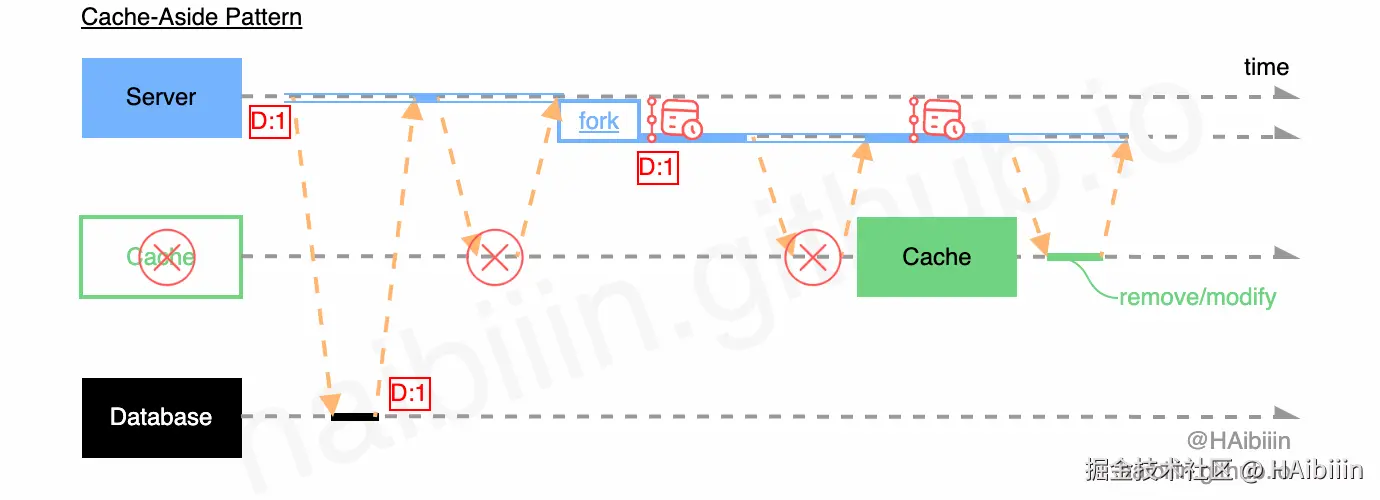 Cache-Aside Pattern
time
Server
D:1
fork
D:1
Cache
Cache
remove/modify
D:1
Database
haibiiin.github.io
@HAibiiin
掘金技术社区 @ HAibiiin